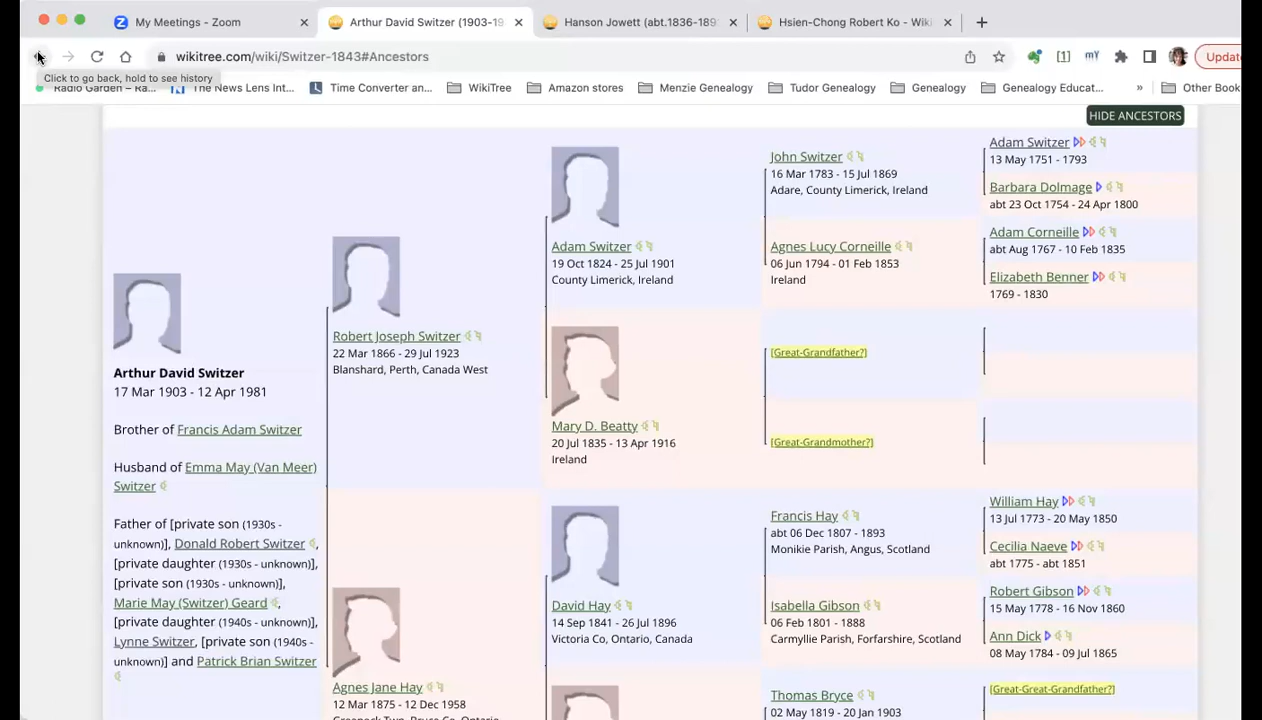 My Meetings - Zoom
Arthur David Switzer (1903-19
Hanson Jowett (abt.1836-189
Hsien-Chong Robert Ko - Wiki
wikitree.com/wiki/Switzer-1843#Ancestors
Update
Click to go back, hold to see history
Radio Garden – Ra...
The News Lens Int...
Time Converter an...
WikiTree
Amazon stores
Menzie Genealogy
Tudor Genealogy
Genealogy
Genealogy Educat...
»
Other Book
HIDE ANCESTORS
Arthur David Switzer
17 Mar 1903 - 12 Apr 1981
Brother of Francis Adam Switzer
Husband of Emma May (Van Meer)
Switzer
Father of [private son (1930s -
unknown)], Donald Robert Switzer ,
[private daughter (1930s - unknown)],
[private son (1930s - unknown)],
Marie May (Switzer) Geard ,
[private daughter (1940s - unknown)],
Lynne Switzer, [private son (1940s -
unknown)] and Patrick Brian Switzer
Robert Joseph Switzer
22 Mar 1866 - 29 Jul 1923
Blanshard, Perth, Canada West
Agnes Jane Hay
12 Mar 1875 - 12 Dec 1958
Adam Switzer
19 Oct 1824 - 25 Jul 1901
County Limerick, Ireland
Mary D. Beatty
20 Jul 1835 - 13 Apr 1916
Ireland
David Hay
14 Sep 1841 - 26 Jul 1896
Victoria Co, Ontario, Canada
John Switzer
16 Mar 1783 - 15 Jul 1869
Adare, County Limerick, Ireland
Agnes Lucy Corneille
06 Jun 1794 - 01 Feb 1853
Ireland
[Great-Grandfather?]
[Great-Grandmother?]
Francis Hay
abt 06 Dec 1807 - 1893
Monikie Parish, Angus, Scotland
Isabella Gibson
06 Feb 1801 - 1888
Carmyllie Parish, Forfarshire, Scotland
Thomas Bryce
02 May 1819 - 20 Jan 1903
Adam Switzer
13 May 1751 - 1793
Barbara Dolmage
abt 23 Oct 1754 - 24 Apr 1800
Adam Corneille
abt Aug 1767 - 10 Feb 1835
Elizabeth Benner
1769 - 1830
William Hay
13 Jul 1773 - 20 May 1850
Cecilia Naeve
abt 1775 - abt 1851
Robert Gibson
15 May 1778 - 16 Nov 1860
Ann Dick
08 May 1784 - 09 Jul 1865
[Great-Great-Grandfather?]